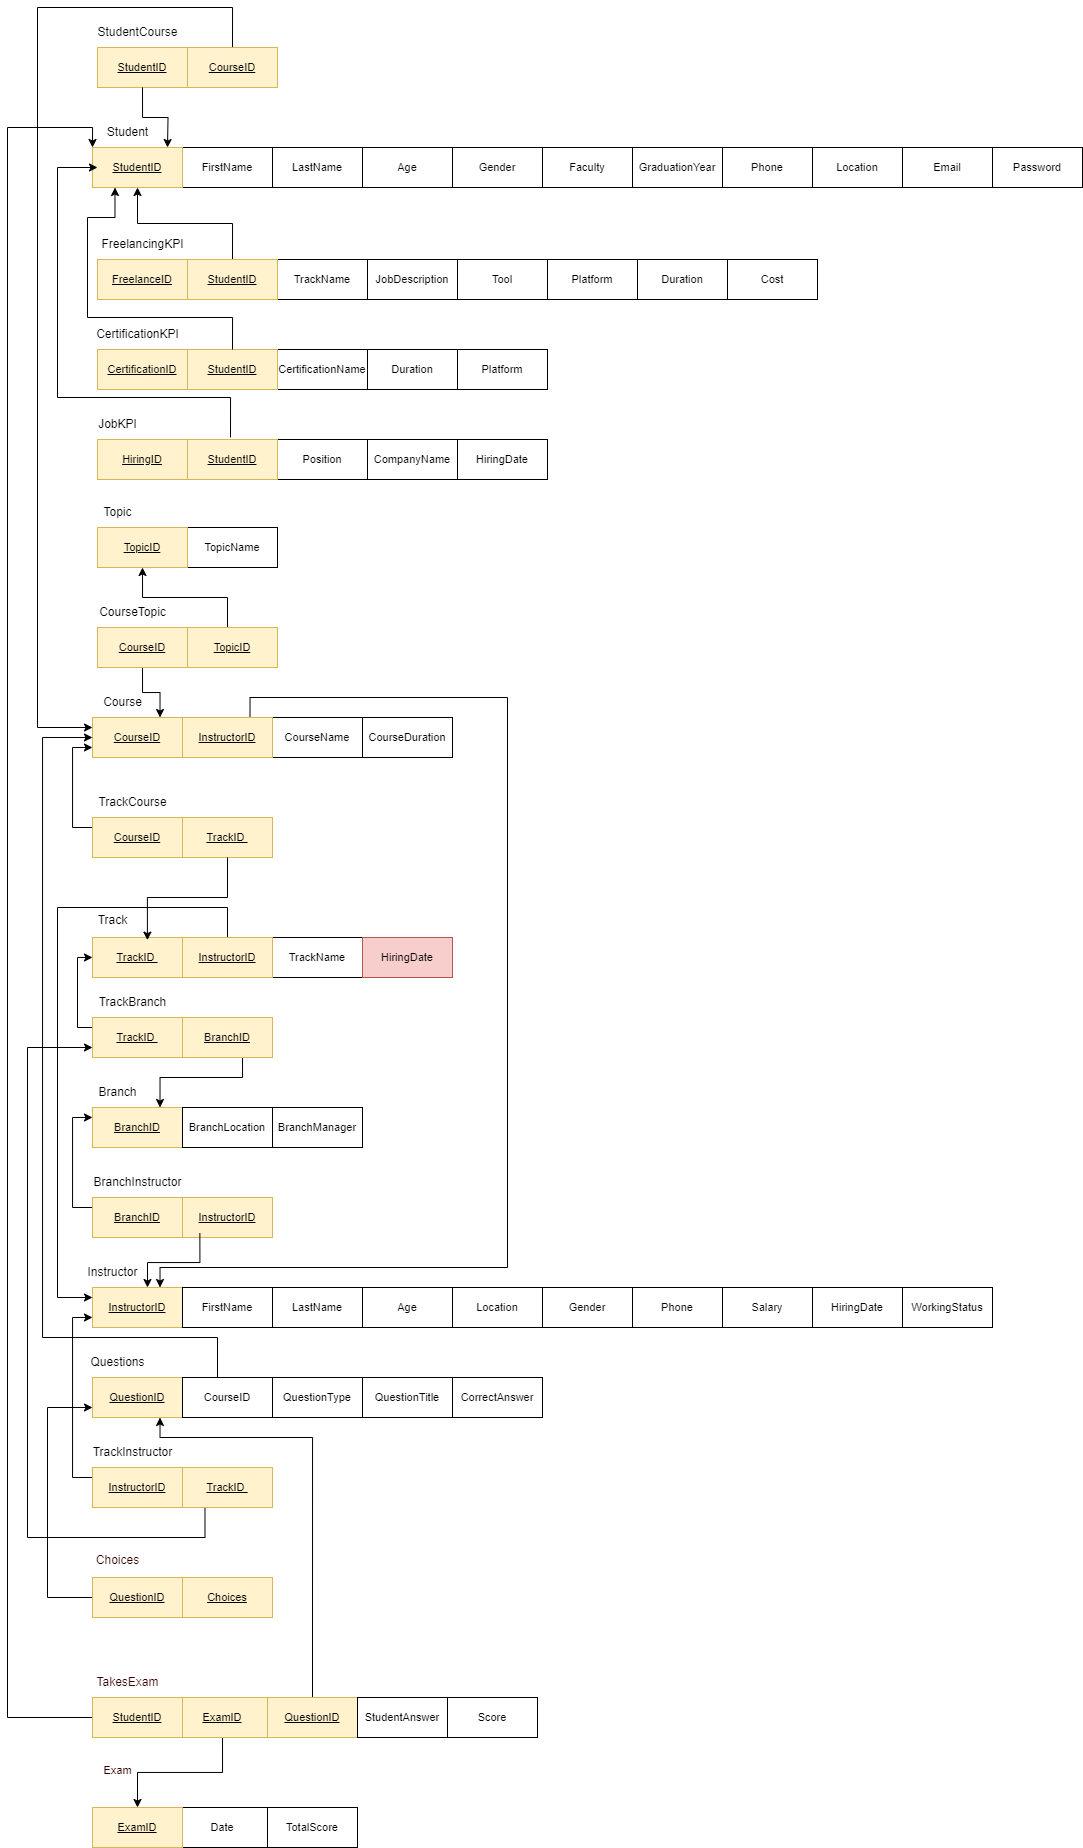 StudentCourse
StudentID CourseID
Student
StudentID FirstName LastName Age Gender Faculty GraduationYear Phone Location Email Password
FreelancingKPI
FreelanceID StudentID TrackName JobDescription Tool Platform Duration Cost
CertificationKPI
CertificationID StudentID CertificationName Duration Platform
JobKPI
HiringID StudentID Position CompanyName HiringDate
Topic
TopicID TopicName
CourseTopic
CourseID TopicID
Course
CourseID InstructorID CourseName CourseDuration
TrackCourse
CourseID TrackID
Track
TrackID InstructorID TrackName HiringDate
TrackBranch
TrackID BranchID
Branch
BranchID BranchLocation BranchManager
BranchInstructor
BranchID InstructorID
Instructor
InstructorID FirstName LastName Age Location Gender Phone Salary HiringDate WorkingStatus
Questions
QuestionID CourseID QuestionType QuestionTitle CorrectAnswer
TrackInstructor
InstructorID TrackID
Choices
QuestionID Choices
TakesExam
StudentID ExamID QuestionID StudentAnswer Score
Exam
ExamID Date TotalScore